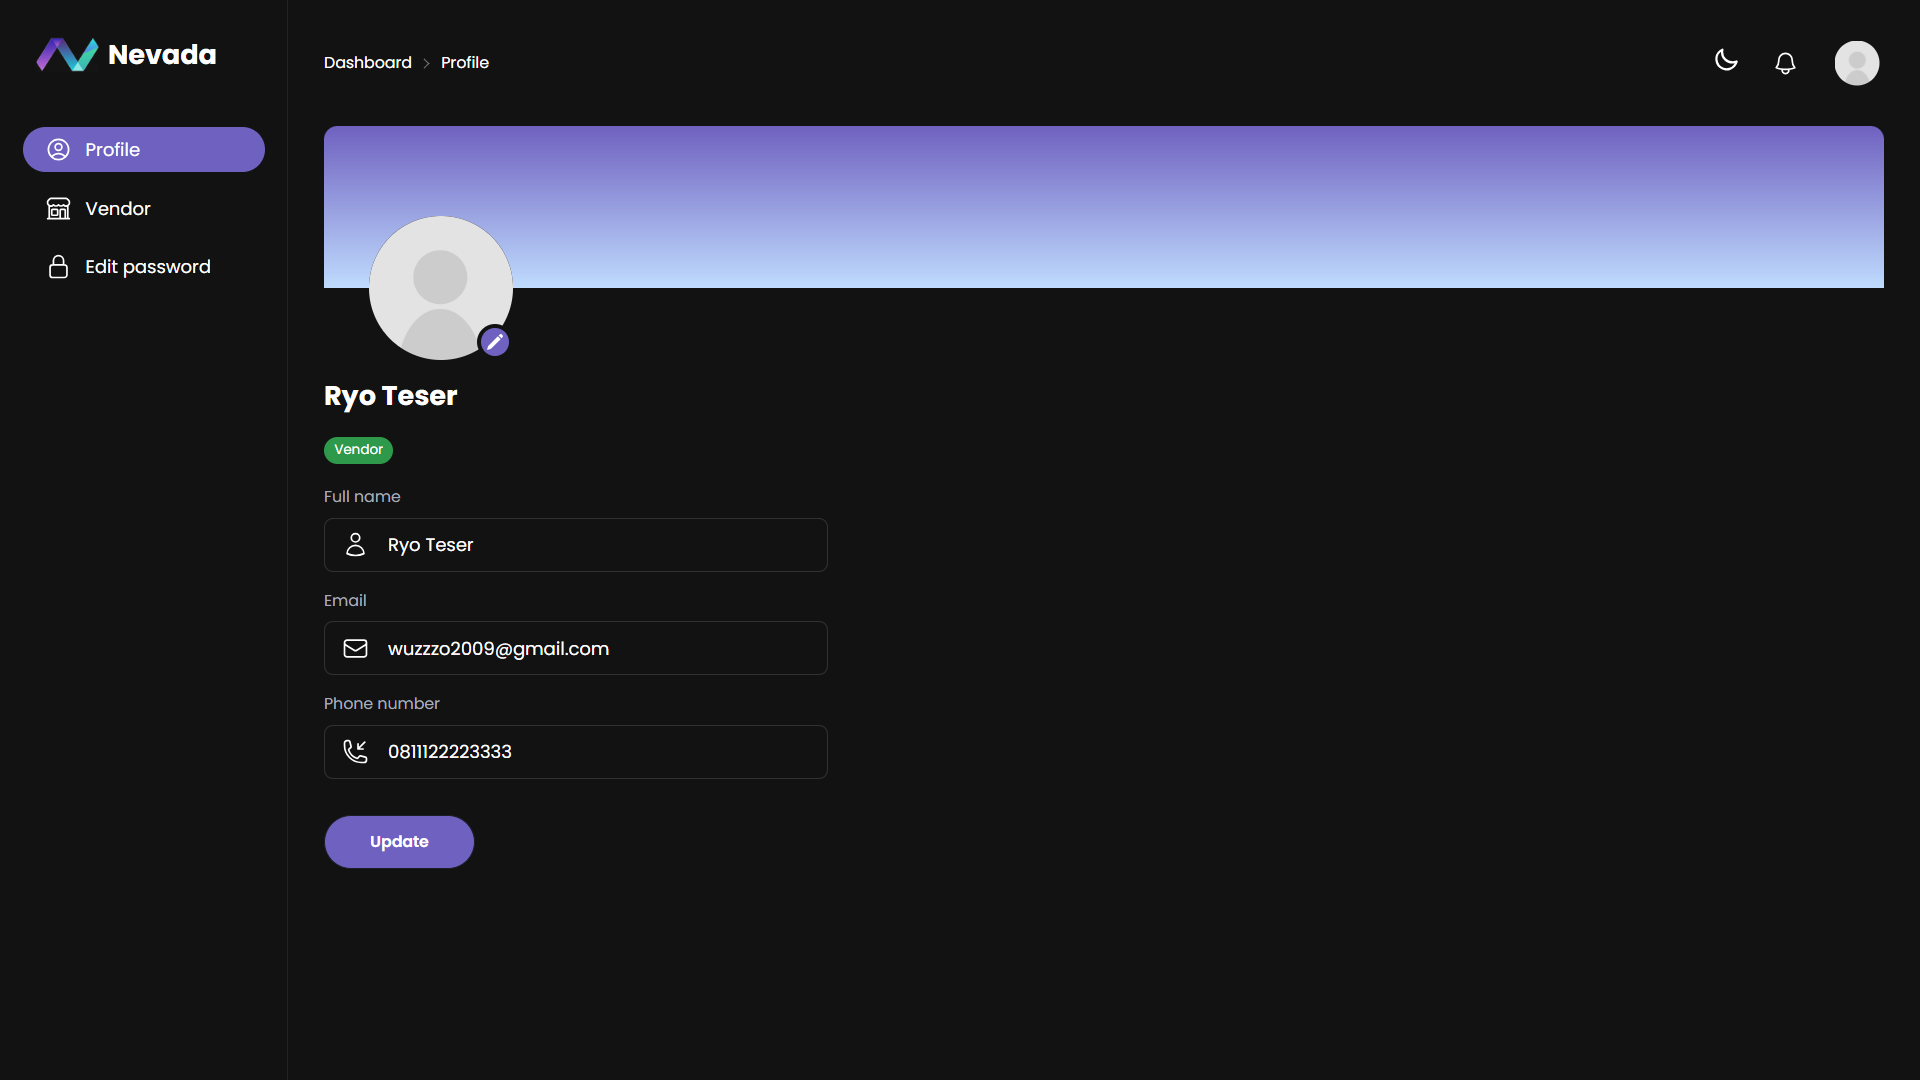 Nevada
Dashboard > Profile
Profile
Vendor
Edit password
Ryo Teser
Vendor
Full name
Ryo Teser
Email
wuzzzo2009@gmail.com
Phone number
0811122223333
Update